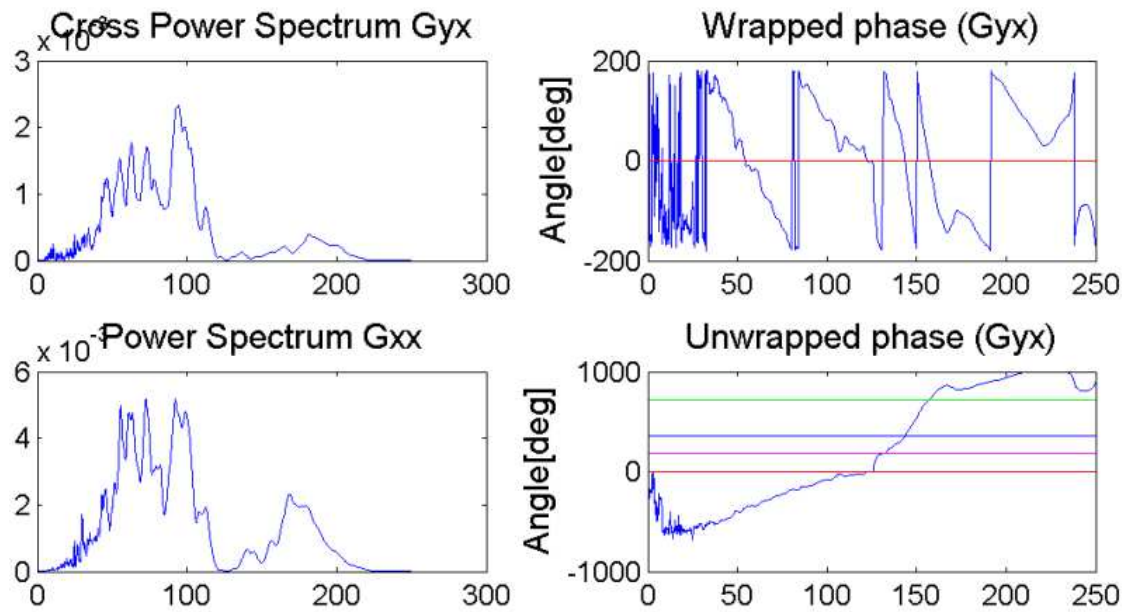 Cross Power Spectrum Gyx
x 10⁻³
3
2
1
0
0 100 200 300
Wrapped phase (Gyx)
Angle[deg]
200
0
-200
0 50 100 150 200 250
Power Spectrum Gxx
x 10⁻³
6
4
2
0
0 100 200 300
Unwrapped phase (Gyx)
Angle[deg]
1000
0
-1000
0 50 100 150 200 250